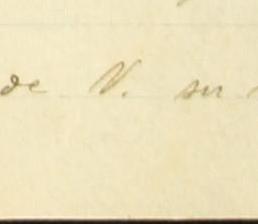 de V. su